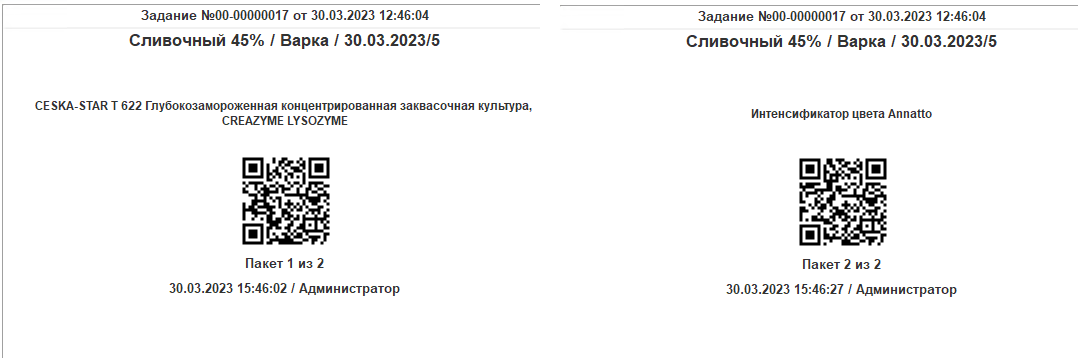 Задание №00-00000017 от 30.03.2023 12:46:04
Сливочный 45% / Варка / 30.03.2023/5
CESKA-STAR T 622 Глубокозамороженная концентрированная заквасочная культура,
CREAZYME LYSOZYME
Пакет 1 из 2
30.03.2023 15:46:02 / Администратор
Задание №00-00000017 от 30.03.2023 12:46:04
Сливочный 45% / Варка / 30.03.2023/5
Интенсификатор цвета Annatto
Пакет 2 из 2
30.03.2023 15:46:27 / Администратор